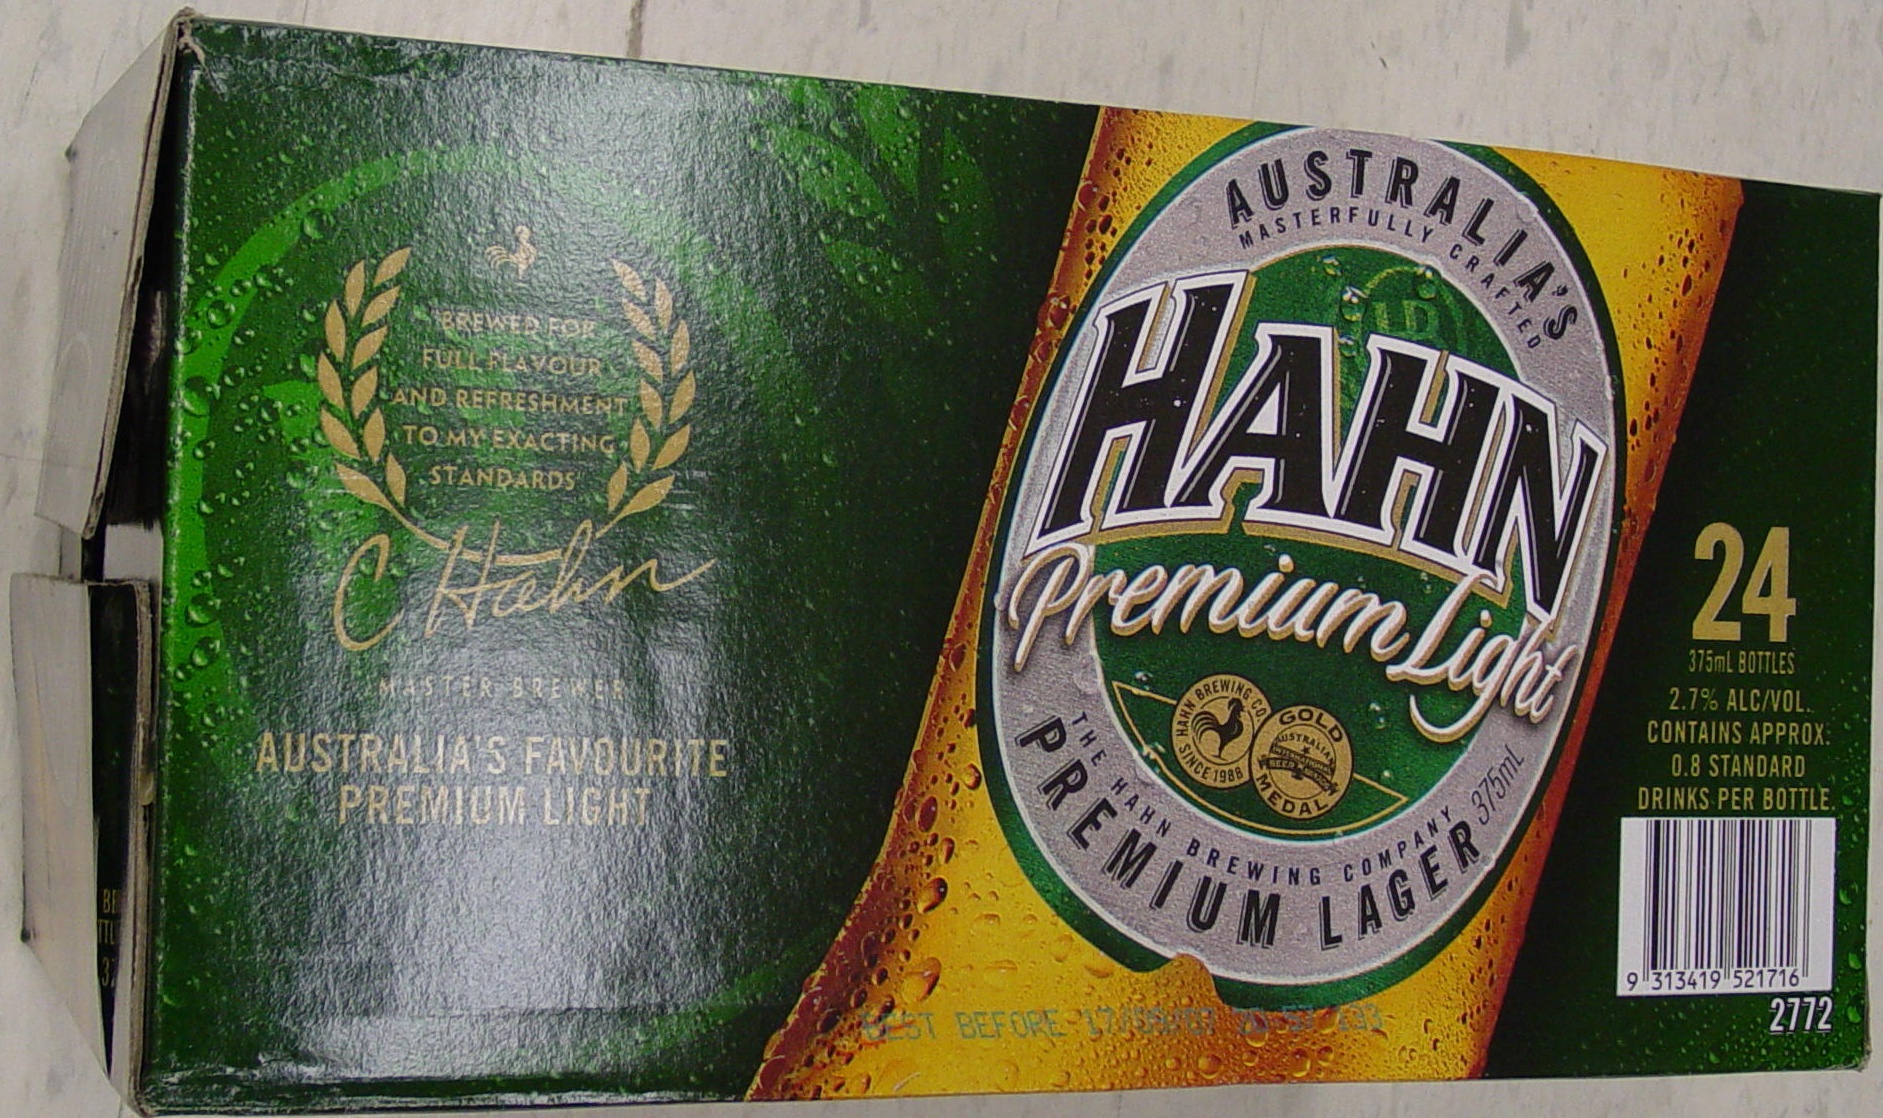 "BREWED FOR
FULL FLAVOUR
AND REFRESHMENT
TO MY EXACTING
STANDARDS"
C Hahn
MASTER BREWER
AUSTRALIA'S FAVOURITE
PREMIUM LIGHT
AUSTRALIA'S
MASTERFULLY CRAFTED
HAHN
Premium Light
HAHN BREWING CO.
SINCE 1988
GOLD
AUSTRALIA
INTERNATIONAL
MEDAL
375mL
THE HAHN BREWING COMPANY
PREMIUM LAGER
24
375mL BOTTLES
2.7% ALC/VOL.
CONTAINS APPROX.
0.8 STANDARD
DRINKS PER BOTTLE.
9 313419 521716
2772
BEST BEFORE